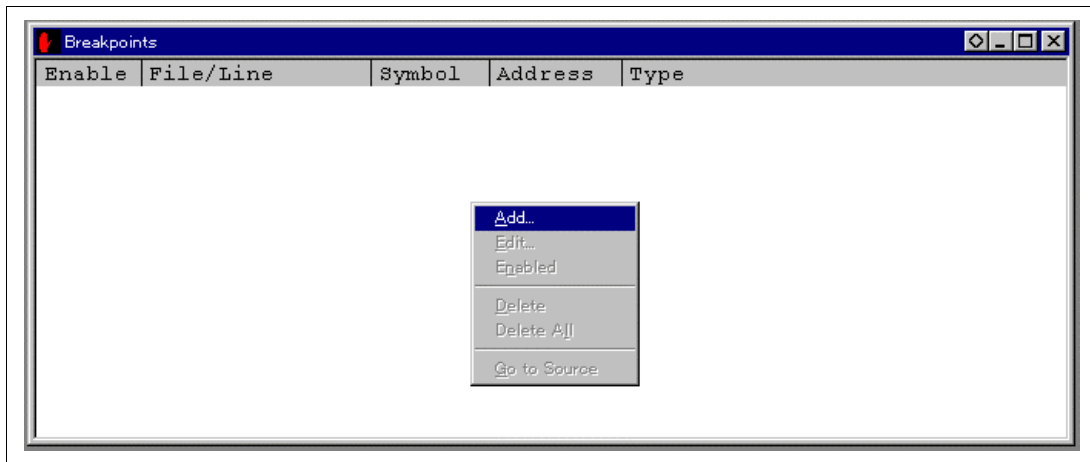 Breakpoints
Enable File/Line Symbol Address Type
Add...
Edit...
Enabled
Delete
Delete All
Go to Source